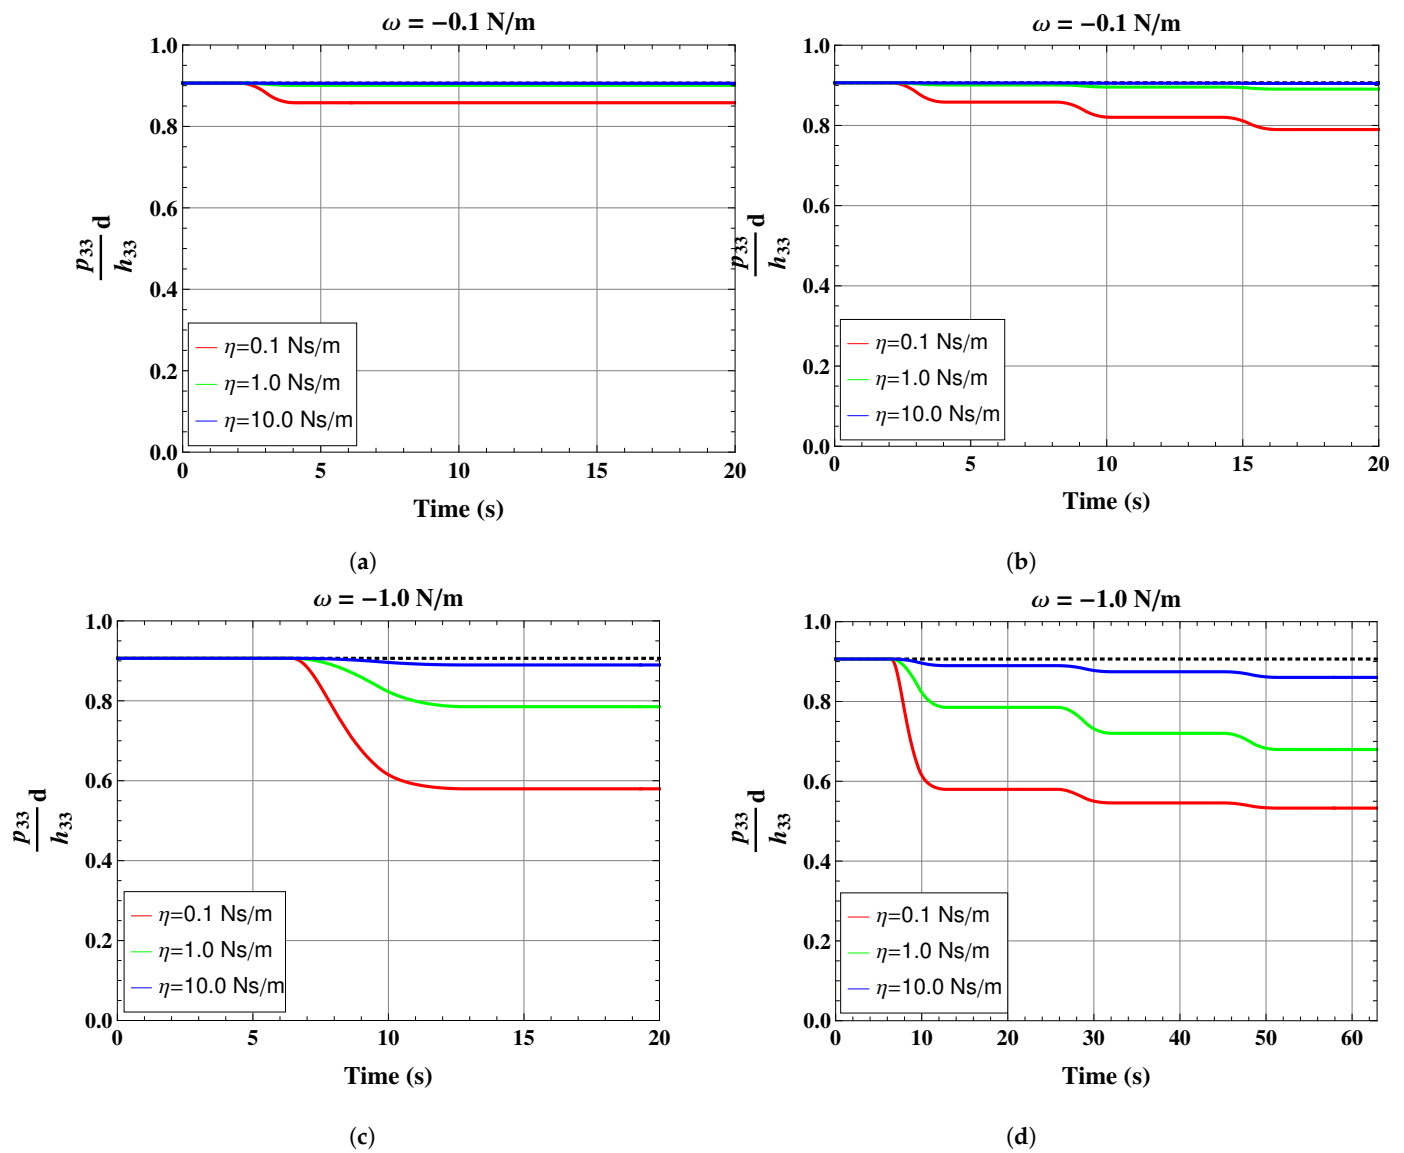 ω = −0.1 N/m
1.0
0.8
0.6
0.4
0.2
0.0
p33/h33 d
η=0.1 Ns/m
η=1.0 Ns/m
η=10.0 Ns/m
0 5 10 15 20
Time (s)
(a)
ω = −0.1 N/m
1.0
0.8
0.6
0.4
0.2
0.0
p33/h33 d
η=0.1 Ns/m
η=1.0 Ns/m
η=10.0 Ns/m
0 5 10 15 20
Time (s)
(b)
ω = −1.0 N/m
1.0
0.8
0.6
0.4
0.2
0.0
p33/h33 d
η=0.1 Ns/m
η=1.0 Ns/m
η=10.0 Ns/m
0 5 10 15 20
Time (s)
(c)
ω = −1.0 N/m
1.0
0.8
0.6
0.4
0.2
0.0
p33/h33 d
η=0.1 Ns/m
η=1.0 Ns/m
η=10.0 Ns/m
0 10 20 30 40 50 60
Time (s)
(d)